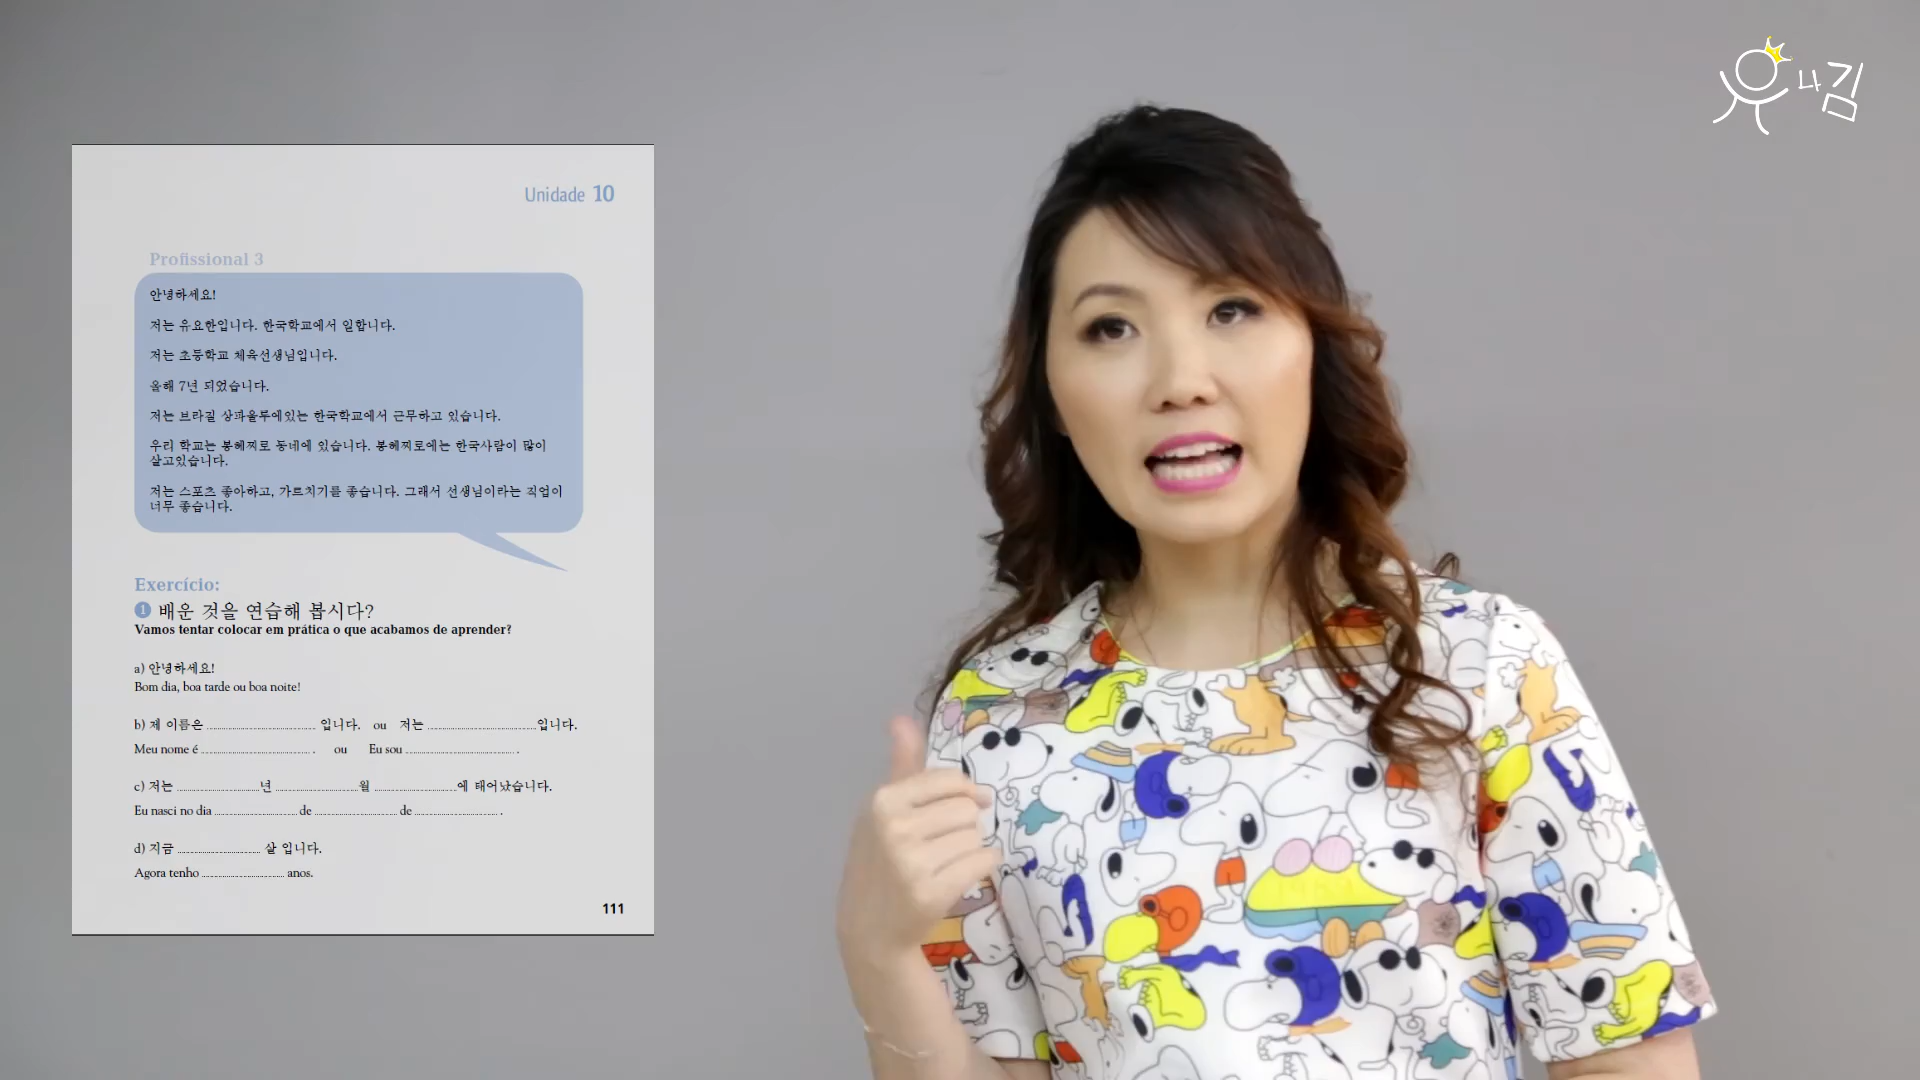 유나김
Unidade 10
Profissional 3
안녕하세요!
저는 유요한입니다. 한국학교에서 일합니다.
저는 초등학교 체육선생님입니다.
올해 7년 되었습니다.
저는 브라질 상파울루에있는 한국학교에서 근무하고 있습니다.
우리 학교는 봉헤찌로 동네에 있습니다. 봉헤찌로에는 한국사람이 많이
살고있습니다.
저는 스포츠 좋아하고, 가르치기를 좋습니다. 그래서 선생님이라는 직업이
너무 좋습니다.
Exercício:
1 배운 것을 연습해 봅시다?
Vamos tentar colocar em prática o que acabamos de aprender?
a) 안녕하세요!
Bom dia, boa tarde ou boa noite!
b) 제 이름은 ........................ 입니다. ou 저는 ........................ 입니다.
Meu nome é ........................ . ou Eu sou ........................ .
c) 저는 .................. 년 .................. 월 .................. 에 태어났습니다.
Eu nasci no dia .................. de .................. de .................. .
d) 지금 .................. 살 입니다.
Agora tenho .................. anos.
111